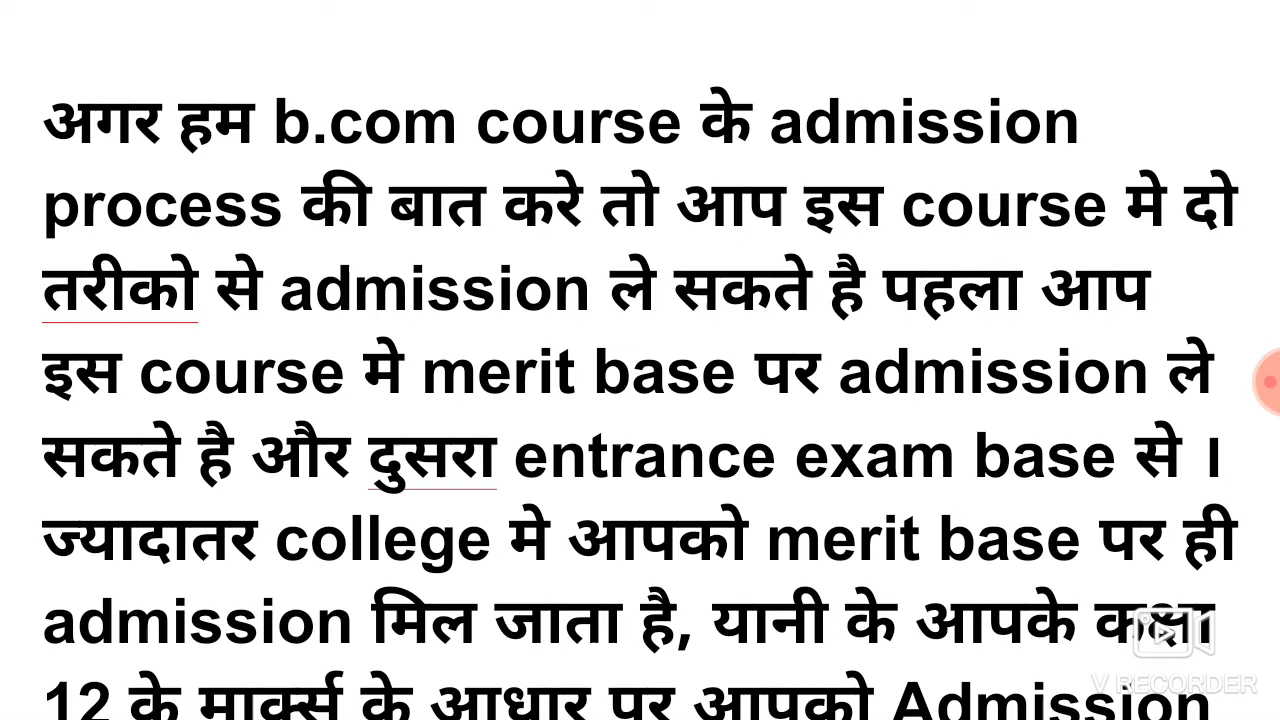 अगर हम b.com course के admission
process की बात करे तो आप इस course मे दो
तरीको से admission ले सकते है पहला आप
इस course मे merit base पर admission ले
सकते है और दुसरा entrance exam base से ।
ज्यादातर college मे आपको merit base पर ही
admission मिल जाता है, यानी के आपके कक्षा
12 के मार्क्स के आधार पर आपको Admission
V RECORDER